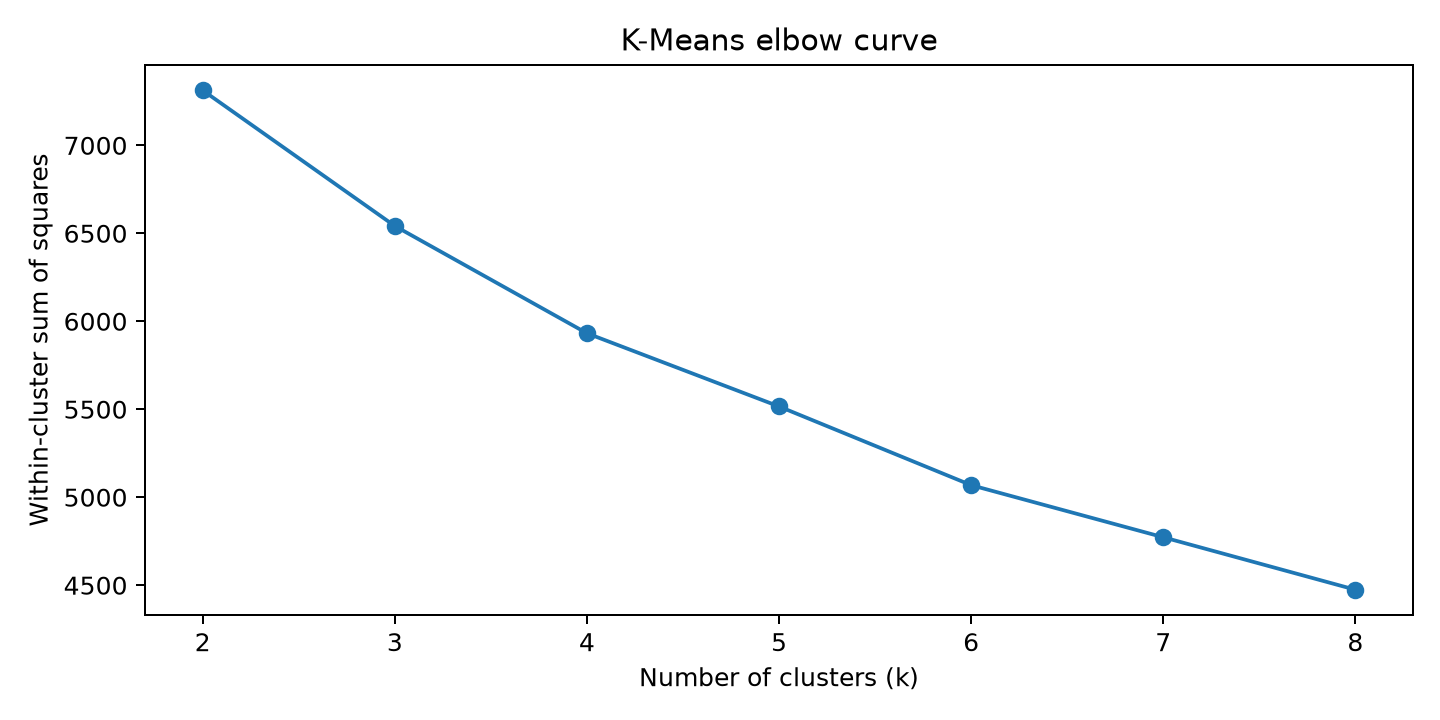 K-Means elbow curve
Within-cluster sum of squares
7000
6500
6000
5500
5000
4500
2 3 4 5 6 7 8
Number of clusters (k)